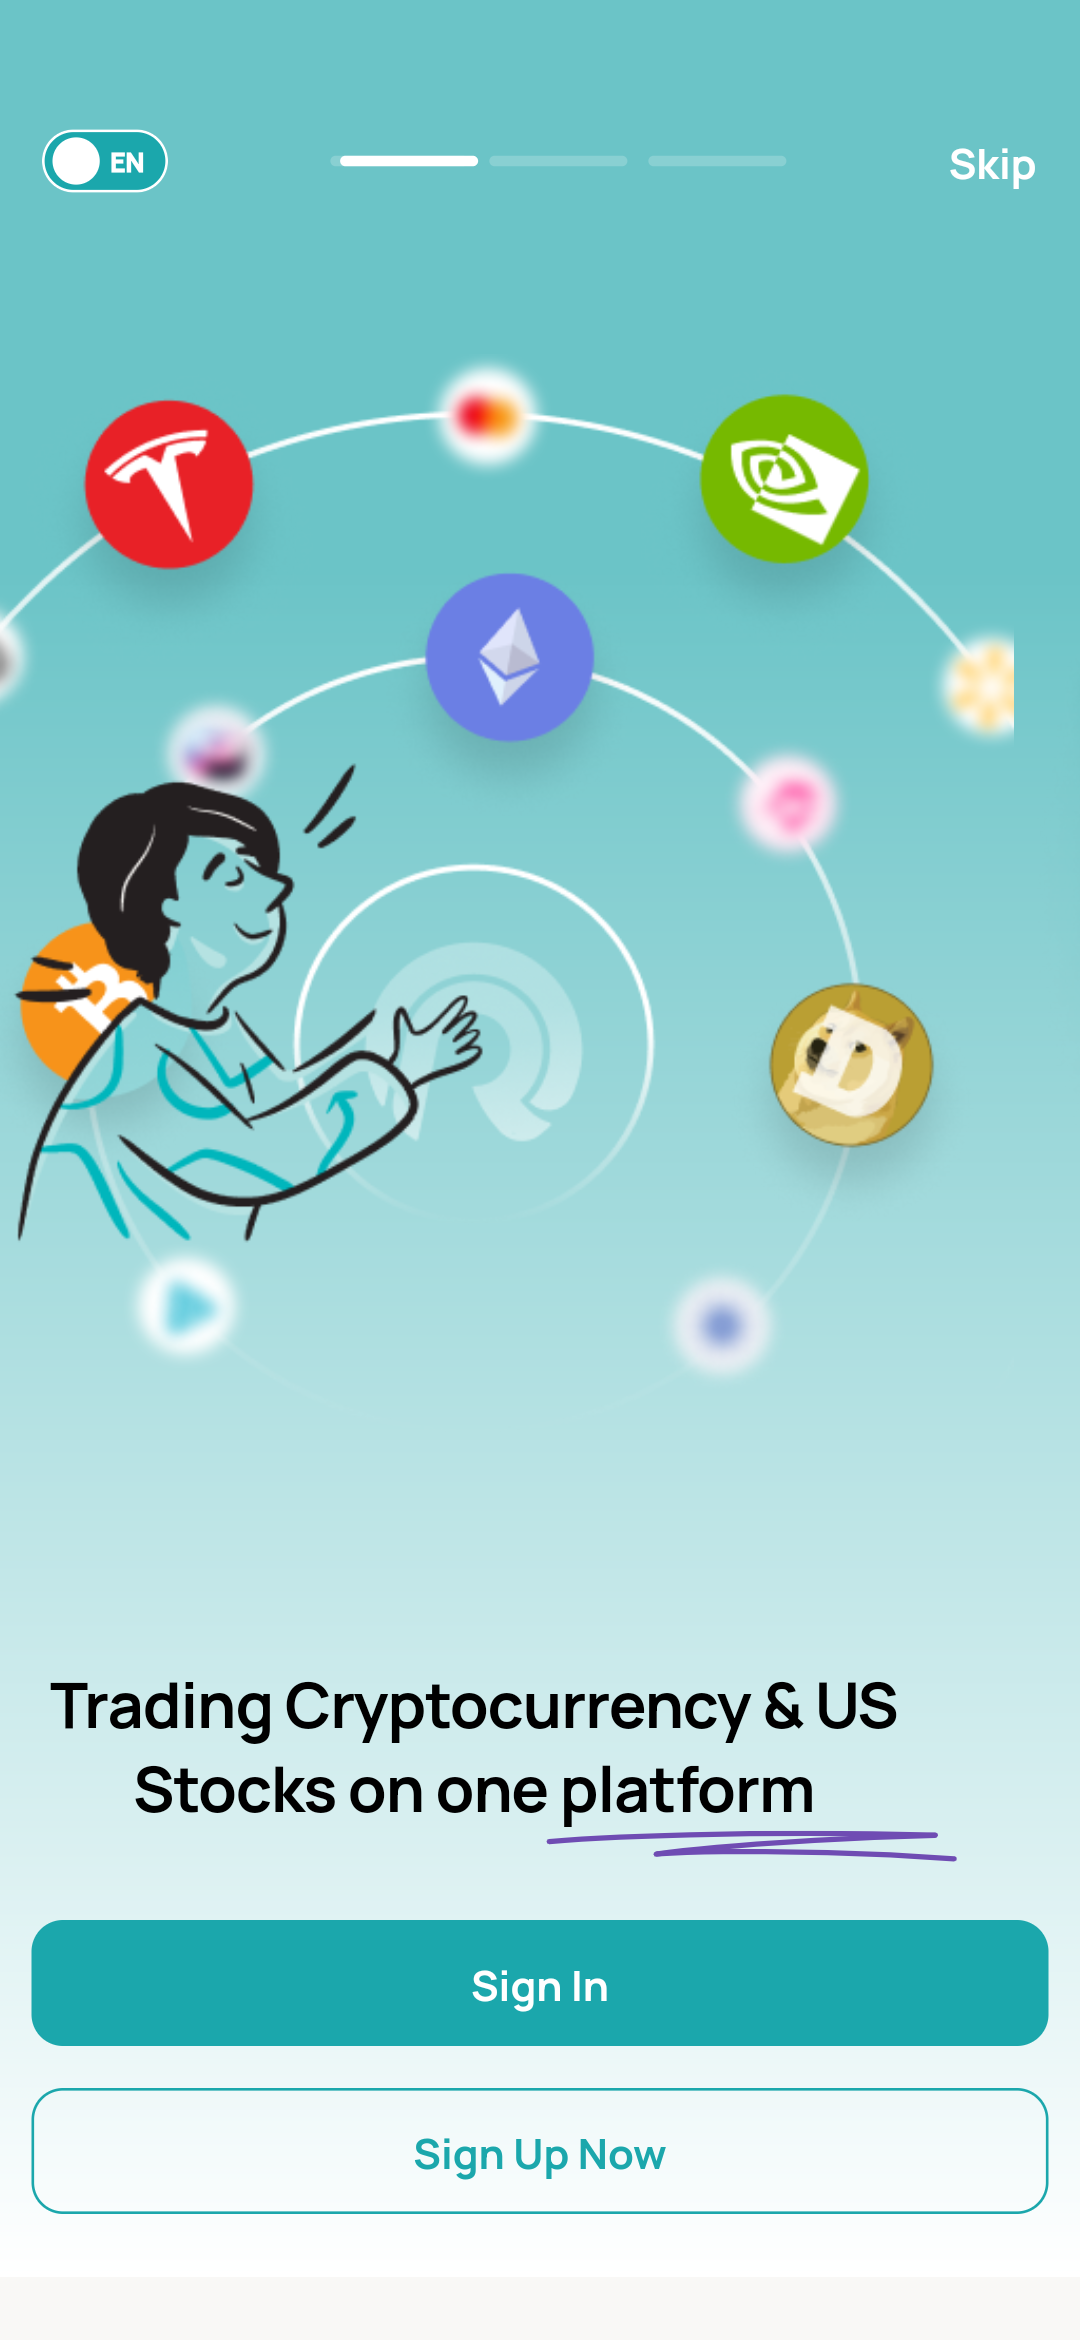 EN
Skip
Trading Cryptocurrency & US
Stocks on one platform
Sign In
Sign Up Now